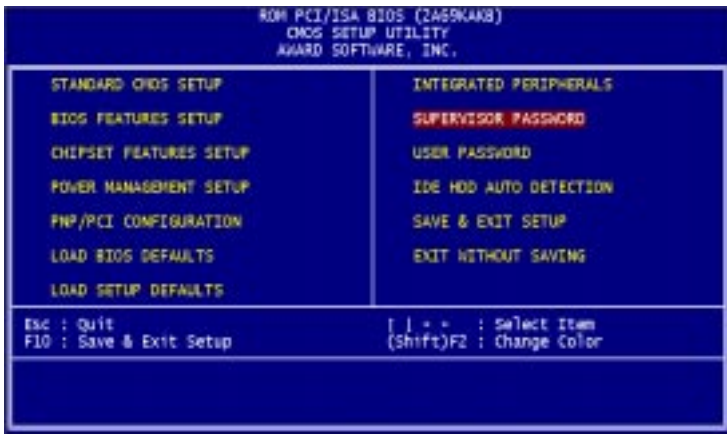 ROM PCI/ISA BIOS (2A69KAKB)
CMOS SETUP UTILITY
AWARD SOFTWARE, INC.
STANDARD CMOS SETUP
BIOS FEATURES SETUP
CHIPSET FEATURES SETUP
POWER MANAGEMENT SETUP
PNP/PCI CONFIGURATION
LOAD BIOS DEFAULTS
LOAD SETUP DEFAULTS
INTEGRATED PERIPHERALS
SUPERVISOR PASSWORD
USER PASSWORD
IDE HDD AUTO DETECTION
SAVE & EXIT SETUP
EXIT WITHOUT SAVING
Esc : Quit
F10 : Save & Exit Setup
: Select Item
(Shift)F2 : Change Color